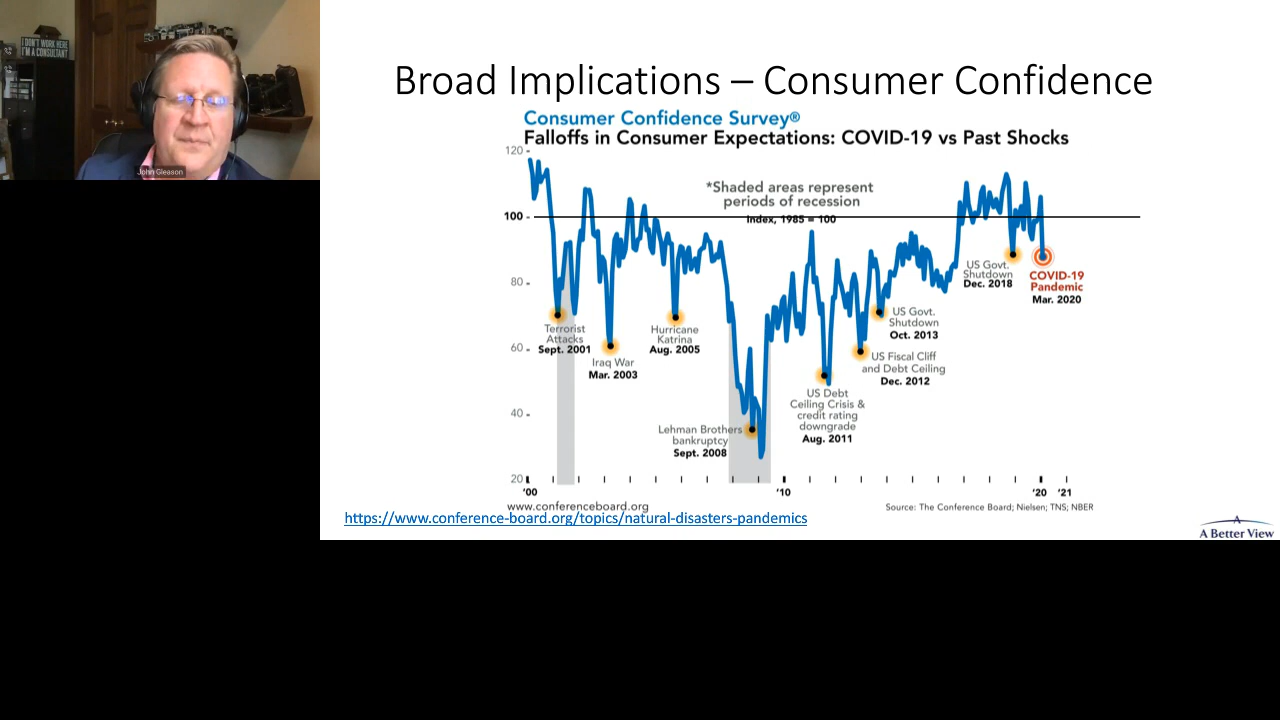 I DON'T WORK HERE
I'M A CONSULTANT
John Gleason
Broad Implications – Consumer Confidence
Consumer Confidence Survey®
Falloffs in Consumer Expectations: COVID-19 vs Past Shocks
120
*Shaded areas represent
periods of recession
100
Index, 1985 = 100
80
US Govt.
Shutdown
Dec. 2018
COVID-19
Pandemic
Mar. 2020
Terrorist
Attacks
Sept. 2001
Hurricane
Katrina
Aug. 2005
US Govt.
Shutdown
Oct. 2013
60
Iraq War
Mar. 2003
US Fiscal Cliff
and Debt Ceiling
Dec. 2012
US Debt
Ceiling Crisis &
credit rating
downgrade
Aug. 2011
40
Lehman Brothers
bankruptcy
Sept. 2008
20
'00
'10
'20
'21
www.conferenceboard.org
Source: The Conference Board; Nielsen; TNS; NBER
https://www.conference-board.org/topics/natural-disasters-pandemics
A Better View